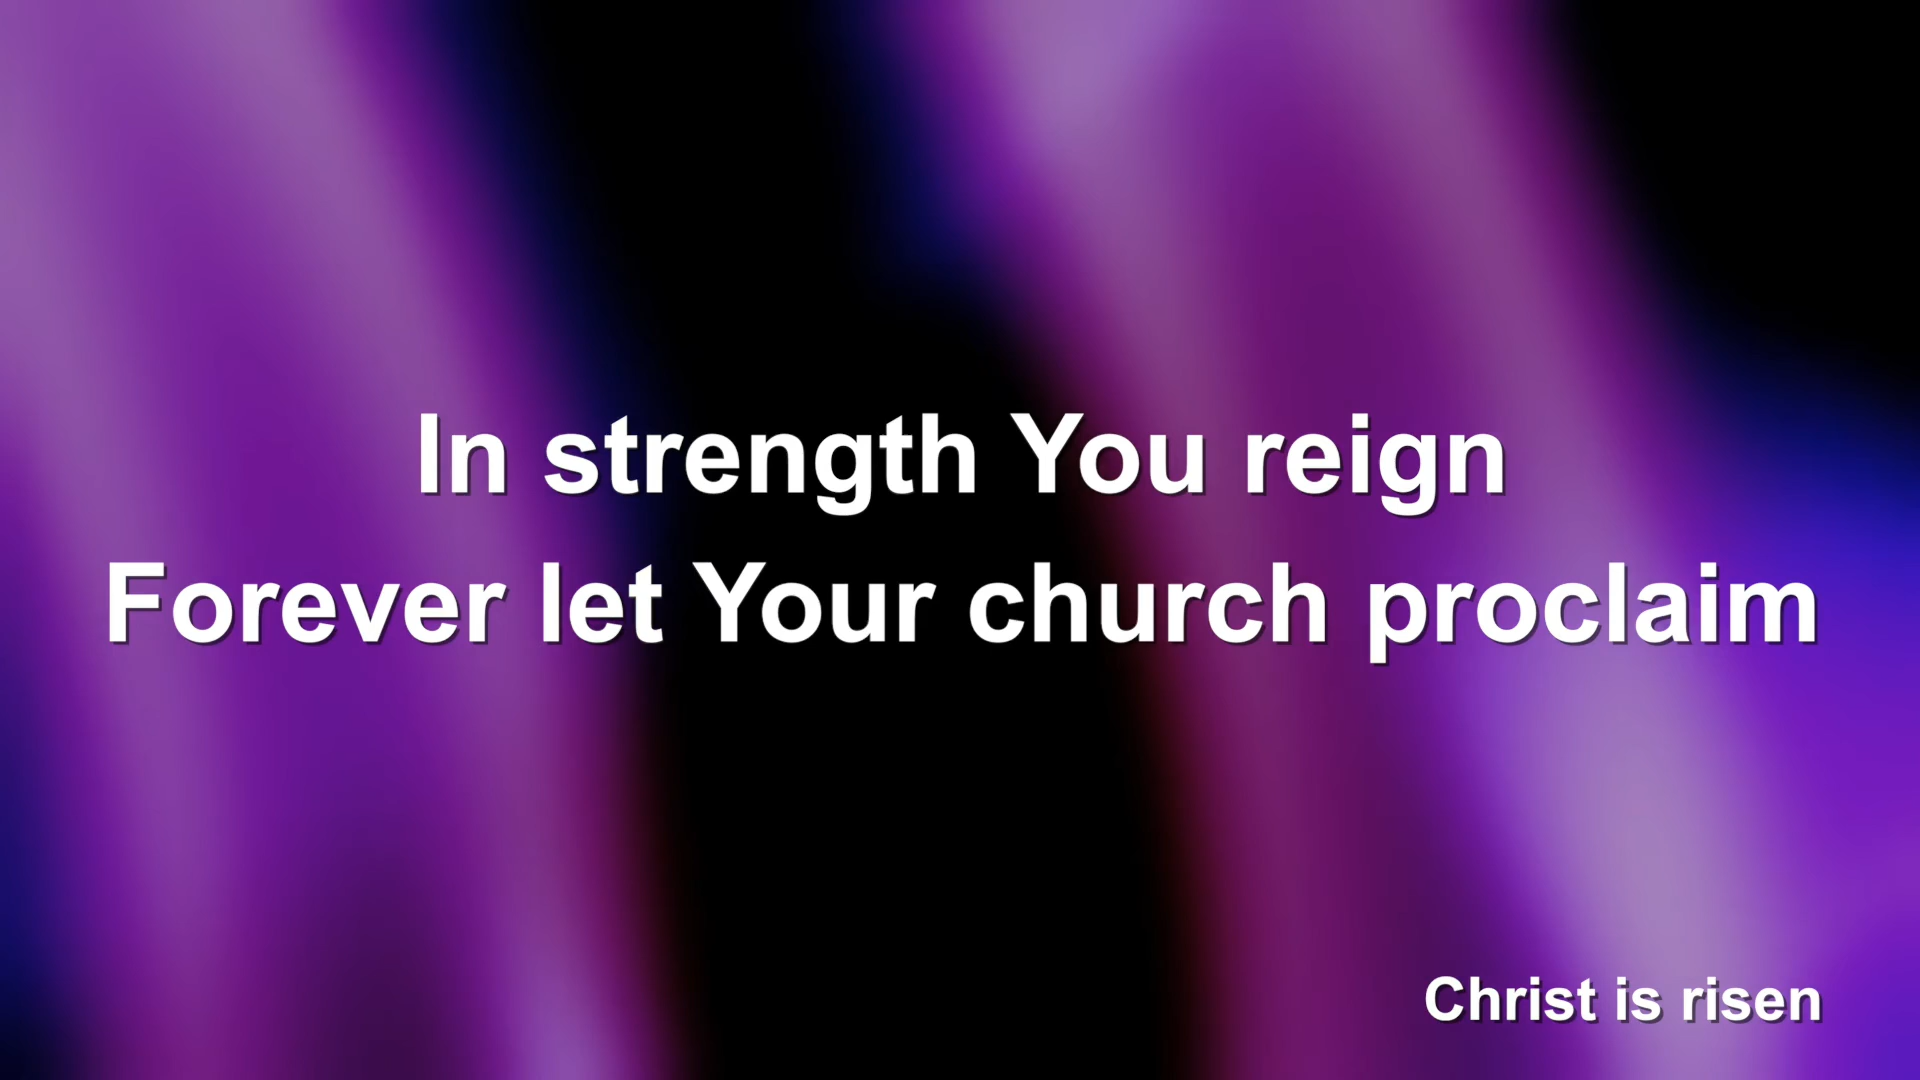 In strength You reign
Forever let Your church proclaim
Christ is risen